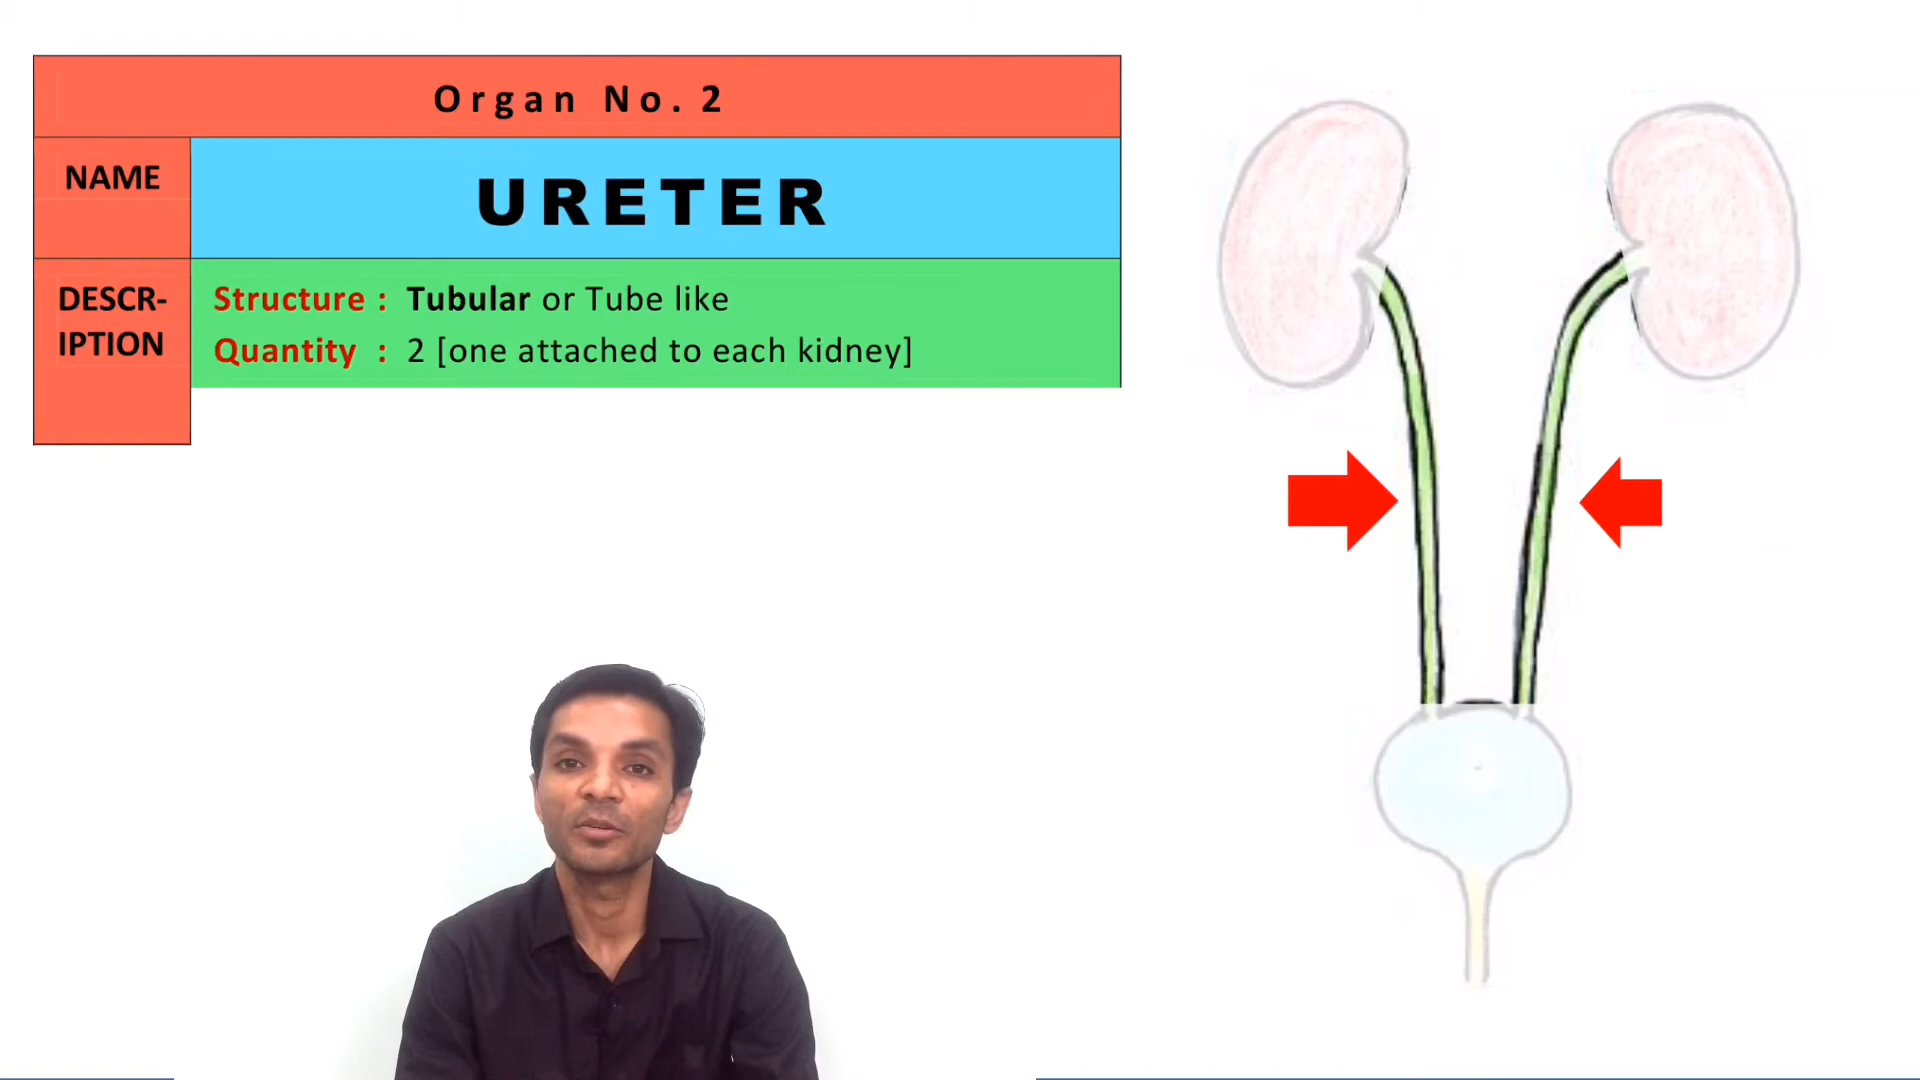 Organ No. 2
NAME
URETER
DESCR-
IPTION
Structure : Tubular or Tube like
Quantity : 2 [one attached to each kidney]